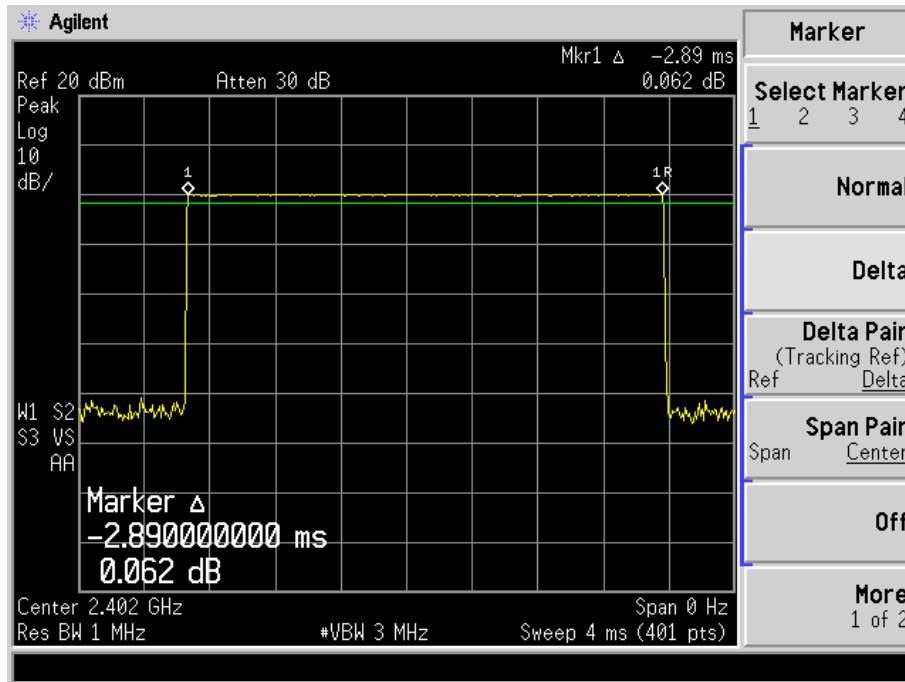 Agilent
Mkr1 Δ -2.89 ms
Ref 20 dBm Atten 30 dB 0.062 dB
Peak
Log
10
dB/
1
1R
W1 S2
S3 VS
AA
Marker Δ
-2.890000000 ms
0.062 dB
Center 2.402 GHz Span 0 Hz
Res BW 1 MHz #VBW 3 MHz Sweep 4 ms (401 pts)
Marker
Select Marker
1 2 3 4
Normal
Delta
Delta Pair
(Tracking Ref)
Ref Delta
Span Pair
Span Center
Off
More
1 of 2